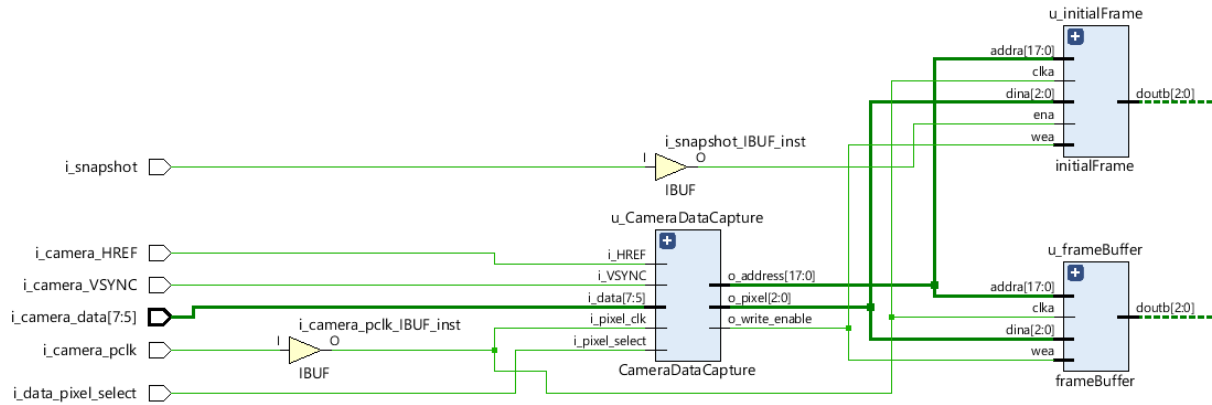 u_initialFrame
addra[17:0]
clka
dina[2:0]
doutb[2:0]
ena
wea
initialFrame
i_snapshot
i_snapshot_IBUF_inst
I
O
IBUF
u_CameraDataCapture
i_camera_HREF
i_HREF
i_camera_VSYNC
i_VSYNC
o_address[17:0]
i_camera_data[7:5]
i_data[7:5]
o_pixel[2:0]
i_camera_pclk_IBUF_inst
i_pixel_clk
o_write_enable
i_camera_pclk
I
O
i_pixel_select
IBUF
CameraDataCapture
i_data_pixel_select
u_frameBuffer
addra[17:0]
clka
doutb[2:0]
dina[2:0]
wea
frameBuffer